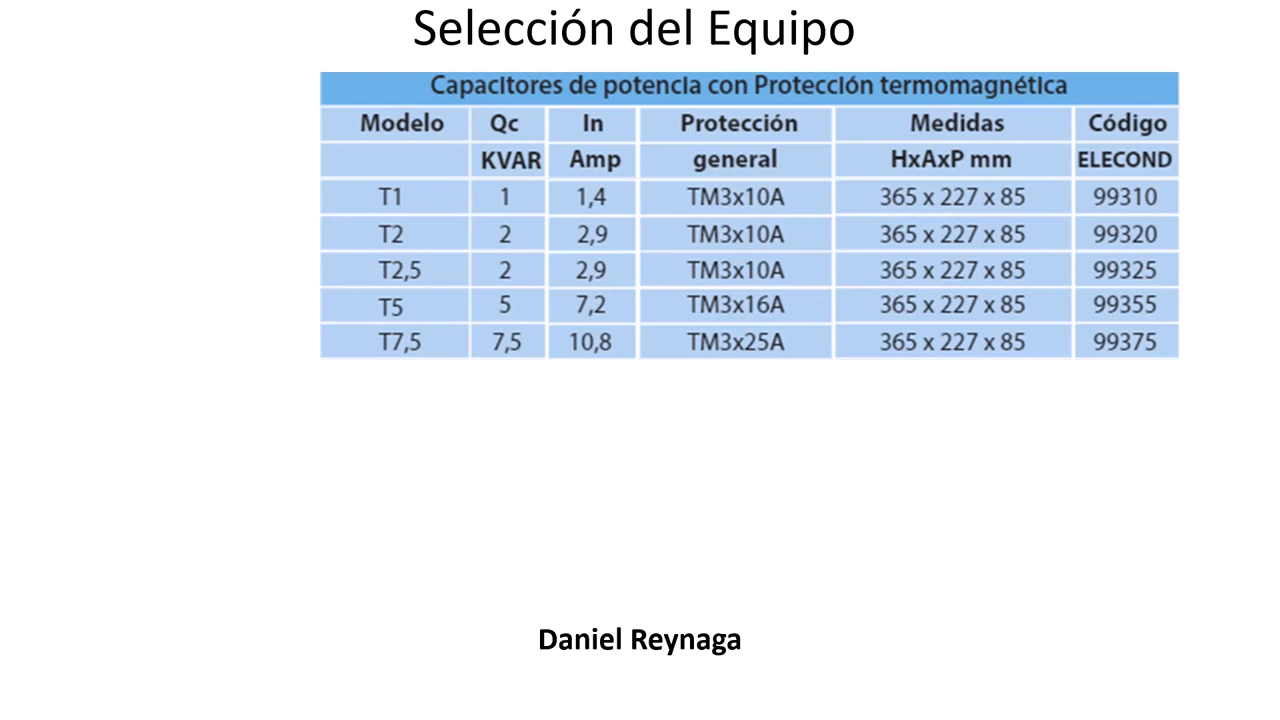 Selección del Equipo
Capacitores de potencia con Protección termomagnética
Modelo Qc In Protección Medidas Código
KVAR Amp general HxAxP mm ELECOND
T1 1 1,4 TM3x10A 365 x 227 x 85 99310
T2 2 2,9 TM3x10A 365 x 227 x 85 99320
T2,5 2 2,9 TM3x10A 365 x 227 x 85 99325
T5 5 7,2 TM3x16A 365 x 227 x 85 99355
T7,5 7,5 10,8 TM3x25A 365 x 227 x 85 99375
Daniel Reynaga